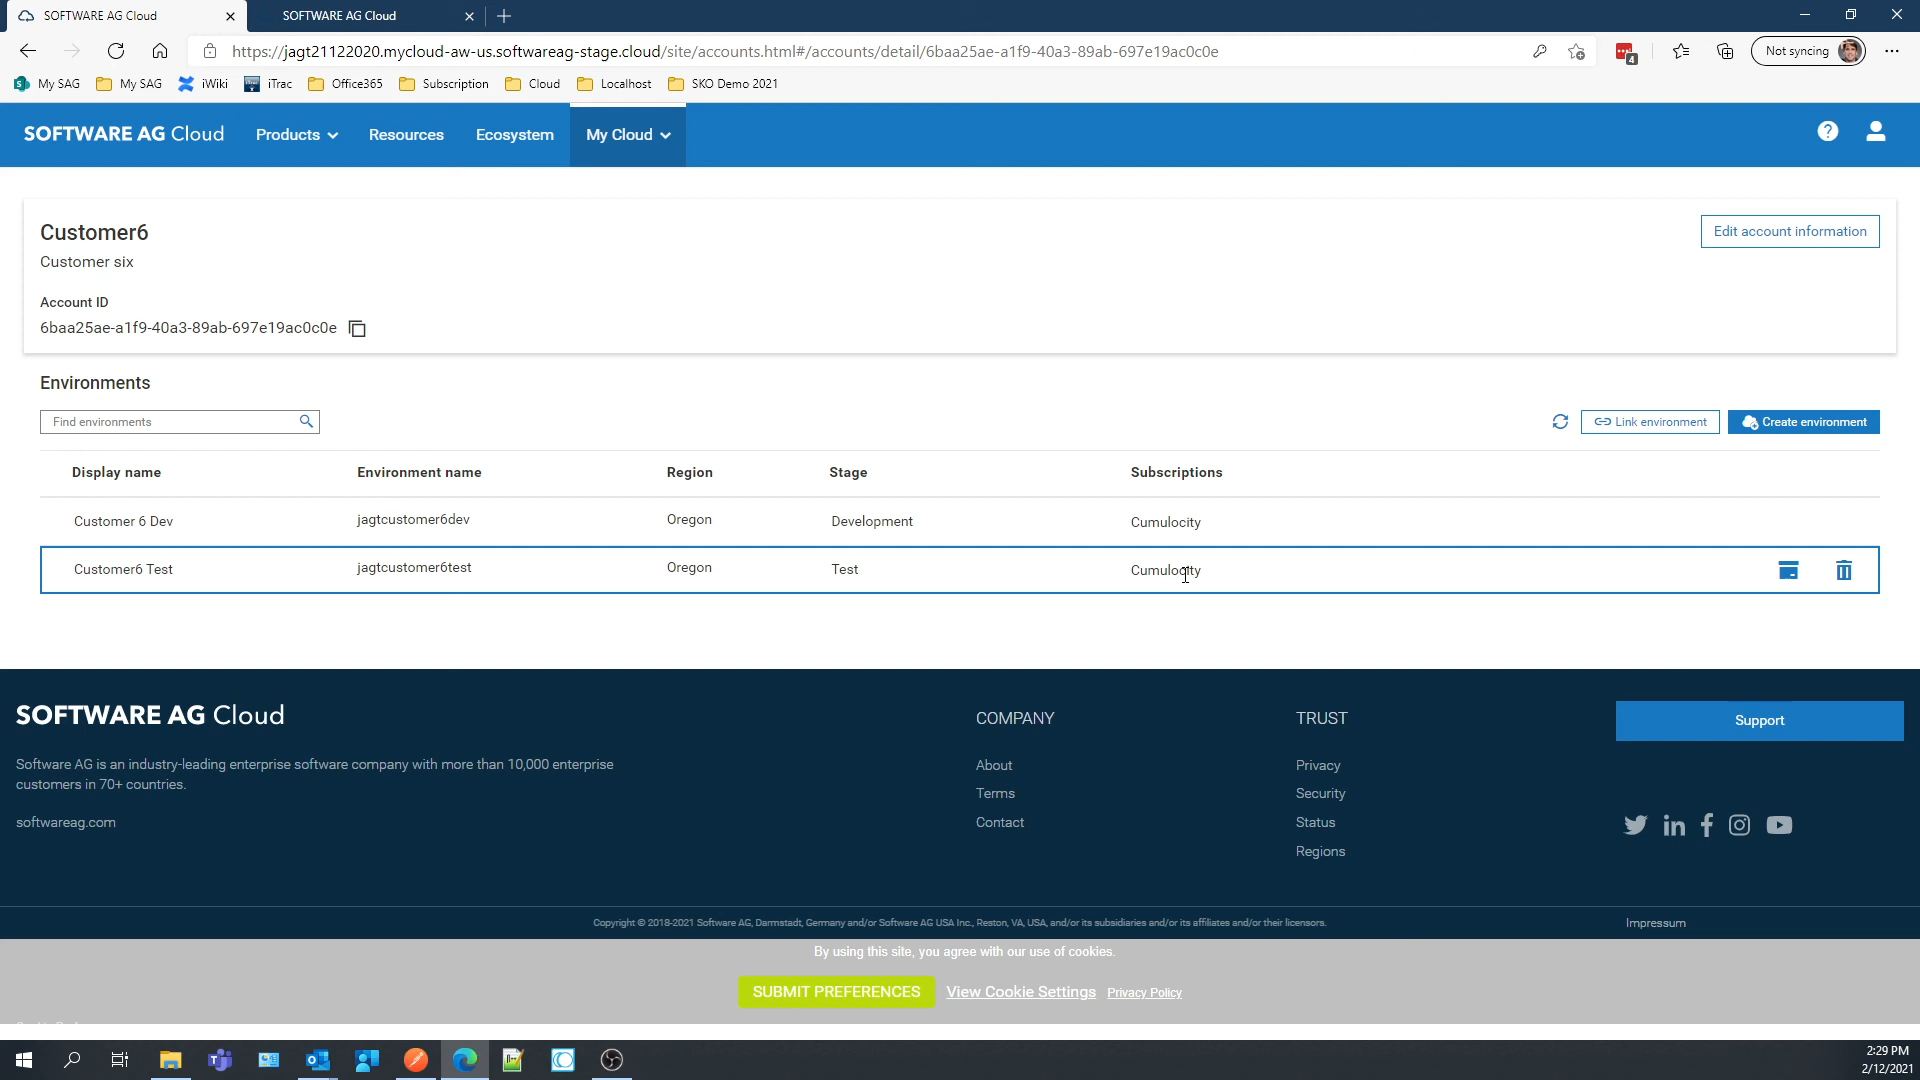 SOFTWARE AG Cloud
SOFTWARE AG Cloud
https://jagt21122020.mycloud-aw-us.softwareag-stage.cloud/site/accounts.html#/accounts/detail/6baa25ae-a1f9-40a3-89ab-697e19ac0c0e
4
Not syncing
My SAG
My SAG
iWiki
iTrac
Office365
Subscription
Cloud
Localhost
SKO Demo 2021
SOFTWARE AG Cloud
Products
Resources
Ecosystem
My Cloud
Customer6
Edit account information
Customer six
Account ID
6baa25ae-a1f9-40a3-89ab-697e19ac0c0e
Environments
Find environments
Link environment
Create environment
Display name Environment name Region Stage Subscriptions
Customer 6 Dev jagtcustomer6dev Oregon Development Cumulocity
Customer6 Test jagtcustomer6test Oregon Test Cumulocity
SOFTWARE AG Cloud
Software AG is an industry-leading enterprise software company with more than 10,000 enterprise
customers in 70+ countries.
softwareag.com
COMPANY
About
Terms
Contact
TRUST
Privacy
Security
Status
Regions
Support
Copyright © 2018-2021 Software AG, Darmstadt, Germany and/or Software AG USA Inc., Reston, VA, USA, and/or its subsidiaries and/or its affiliates and/or their licensors.
Impressum
By using this site, you agree with our use of cookies.
SUBMIT PREFERENCES
View Cookie Settings
Privacy Policy
2:29 PM
2/12/2021